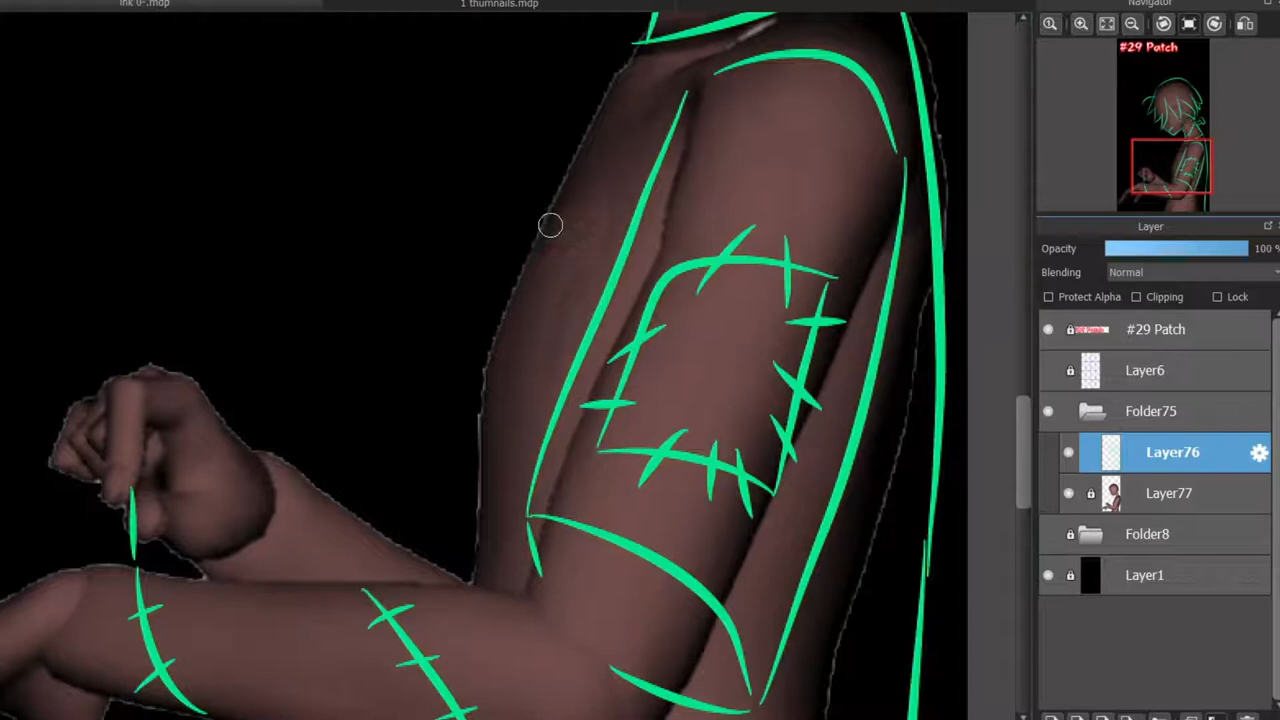 ink 0-.mdp
1 thumnails.mdp
Navigator
#29 Patch
Layer
Opacity 100 %
Blending Normal
Protect Alpha Clipping Lock
#29 Patch
Layer6
Folder75
Layer76
Layer77
Folder8
Layer1